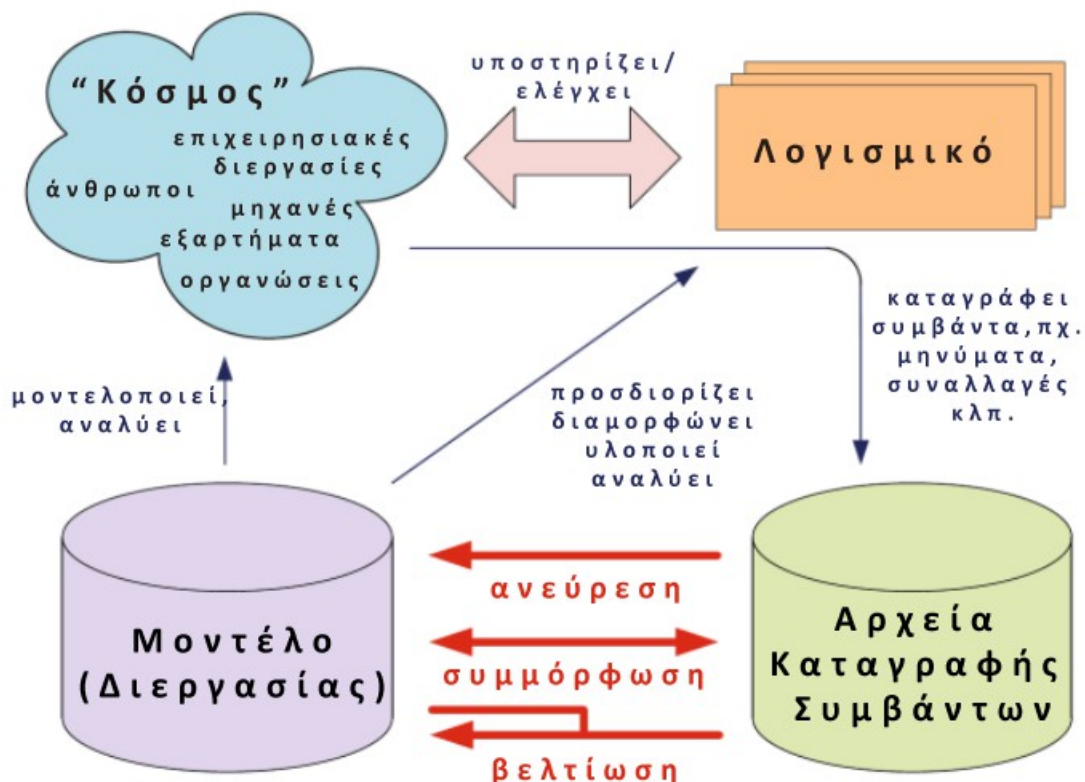 “Κόσμος”
επιχειρησιακές
διεργασίες
άνθρωποι
μηχανές
εξαρτήματα
οργανώσεις
υποστηρίζει/
ελέγχει
Λογισμικό
καταγράφει
συμβάντα, πχ.
μηνύματα,
συναλλαγές
κλπ.
μοντελοποιεί,
αναλύει
προσδιορίζει
διαμορφώνει
υλοποιεί
αναλύει
Μοντέλο
(Διεργασίας)
ανεύρεση
συμμόρφωση
βελτίωση
Αρχεία
Καταγραφής
Συμβάντων